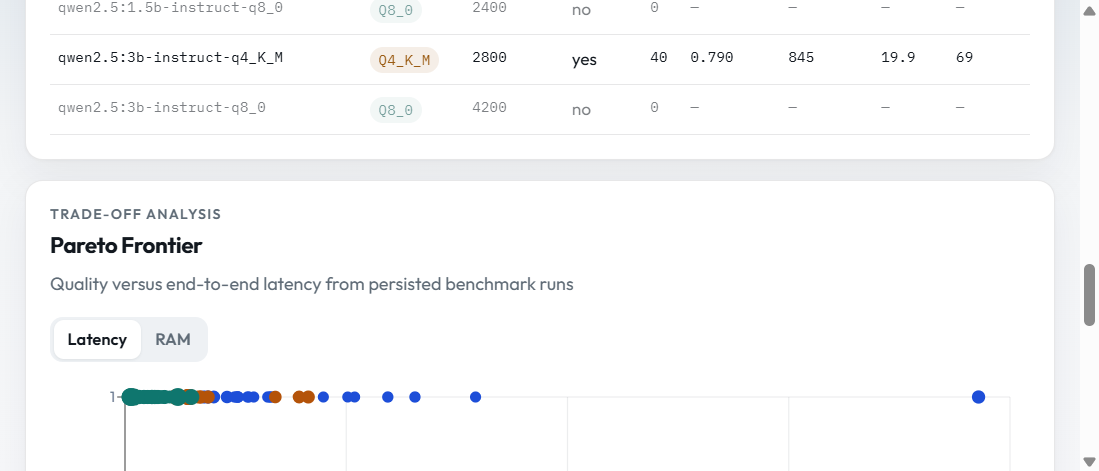 qwen2.5:1.5b-instruct-q8_0 Q8_0 2400 no 0 — — — —
qwen2.5:3b-instruct-q4_K_M Q4_K_M 2800 yes 40 0.790 845 19.9 69
qwen2.5:3b-instruct-q8_0 Q8_0 4200 no 0 — — — —
TRADE-OFF ANALYSIS
Pareto Frontier
Quality versus end-to-end latency from persisted benchmark runs
Latency RAM
1